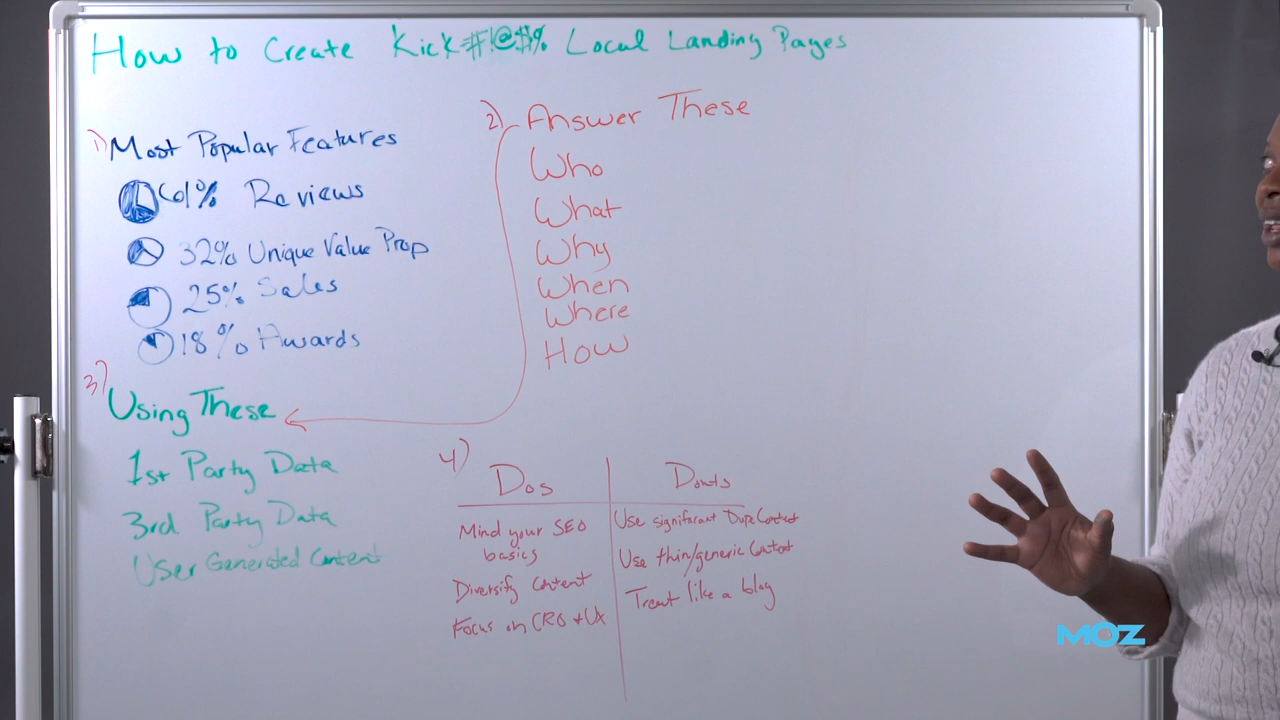 How to Create Kick#!@$% Local Landing Pages
1) Most Popular Features
61% Reviews
32% Unique Value Prop
25% Sales
18% Awards
2) Answer These
Who
What
Why
When
Where
How
3) Using These
1st Party Data
3rd Party Data
User Generated Content
4)
Dos
Mind your SEO
basics
Diversify content
Focus on CRO + UX
Donts
Use significant Dupe Content
Use thin/generic Content
Treat like a blog
MOZ